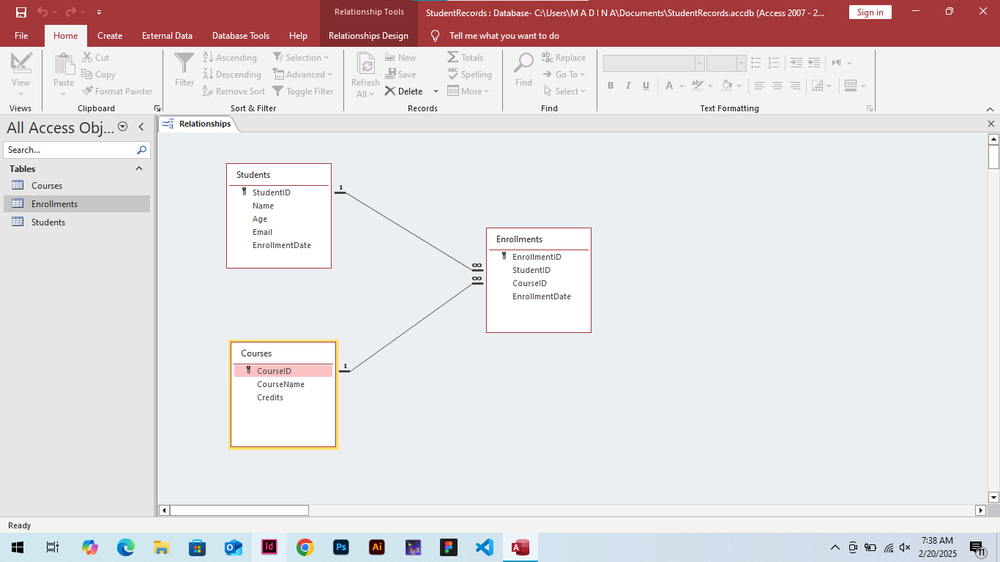 Relationship Tools
StudentRecords : Database- C:\Users\M A D I N A\Documents\StudentRecords.accdb (Access 2007 - 2...
Sign in
File Home Create External Data Database Tools Help Relationships Design Tell me what you want to do
View
Views
Paste
Cut
Copy
Format Painter
Clipboard
Filter
Ascending
Descending
Remove Sort
Selection
Advanced
Toggle Filter
Sort & Filter
Refresh
All
New
Save
Delete
Totals
Spelling
More
Records
Find
Replace
Go To
Select
Find
B I U A
Text Formatting
All Access Obj...
Search...
Tables
Courses
Enrollments
Students
Relationships
Students
StudentID
Name
Age
Email
EnrollmentDate
1
∞
Enrollments
EnrollmentID
StudentID
CourseID
EnrollmentDate
∞
1
Courses
CourseID
CourseName
Credits
Ready
7:38 AM
2/20/2025
11